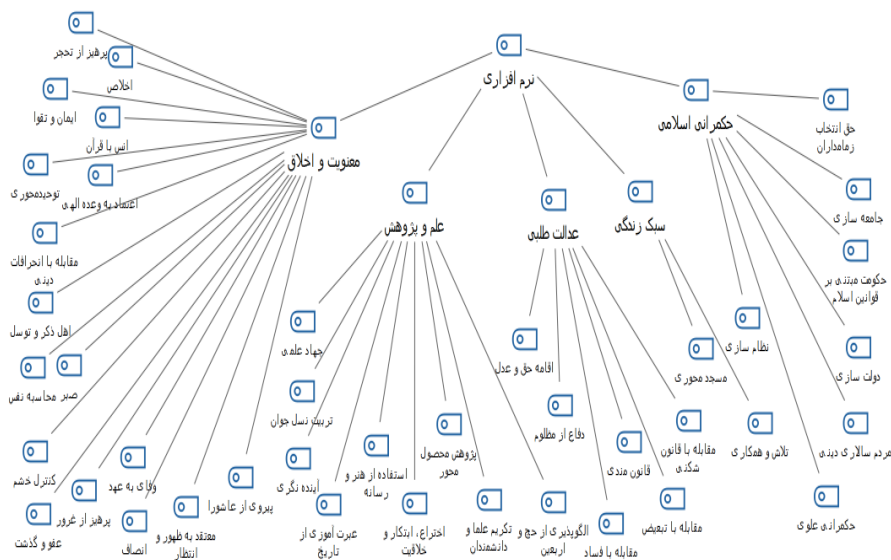 نرم افزاری
حکمرانی اسلامی
حق انتخاب
زمامداران
جامعه سازی
حکومت مبتنی بر
قوانین اسلام
نظام سازی
دولت سازی
مردم سالاری دینی
حکمرانی علوی
سبک زندگی
مسجد محوری
تلاش و همکاری
عدالت طلبی
اقامه حق و عدل
دفاع از مظلوم
قانون مندی
مقابله با قانون
شکنی
مقابله با تبعیض
مقابله با فساد
علم و پژوهش
جهاد علمی
تربیت نسل جوان
آینده نگری
عبرت آموزی از
تاریخ
استفاده از هنر و
رسانه
اختراع، ابتکار و
خلاقیت
پژوهش محصول
محور
تکریم علما و
دانشمندان
الگوپذیری از حج و
اربعین
معنویت و اخلاق
پرهیز از تحجر
اخلاص
ایمان و تقوا
انس با قرآن
توحیدمحوری
اعتماد به وعده الهی
مقابله با انحرافات
دینی
اهل ذکر و توسل
محاسبه نفس
صبر
کنترل خشم
عفو و گذشت
پرهیز از غرور
وفای به عهد
انصاف
معتقد به ظهور و
انتظار
پیروی از عاشورا